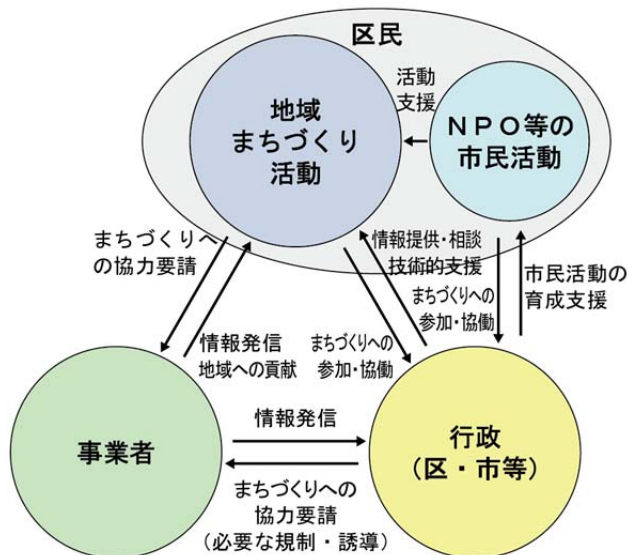 区民
地域
まちづくり
活動
活動
支援
NPO等の
市民活動
まちづくりへ
の協力要請
情報提供・相談
技術的支援
まちづくりへの
参加・協働
市民活動の
育成支援
情報発信
地域への貢献
まちづくりへの
参加・協働
事業者
情報発信
行政
(区・市等)
まちづくりへの
協力要請
(必要な規制・誘導)